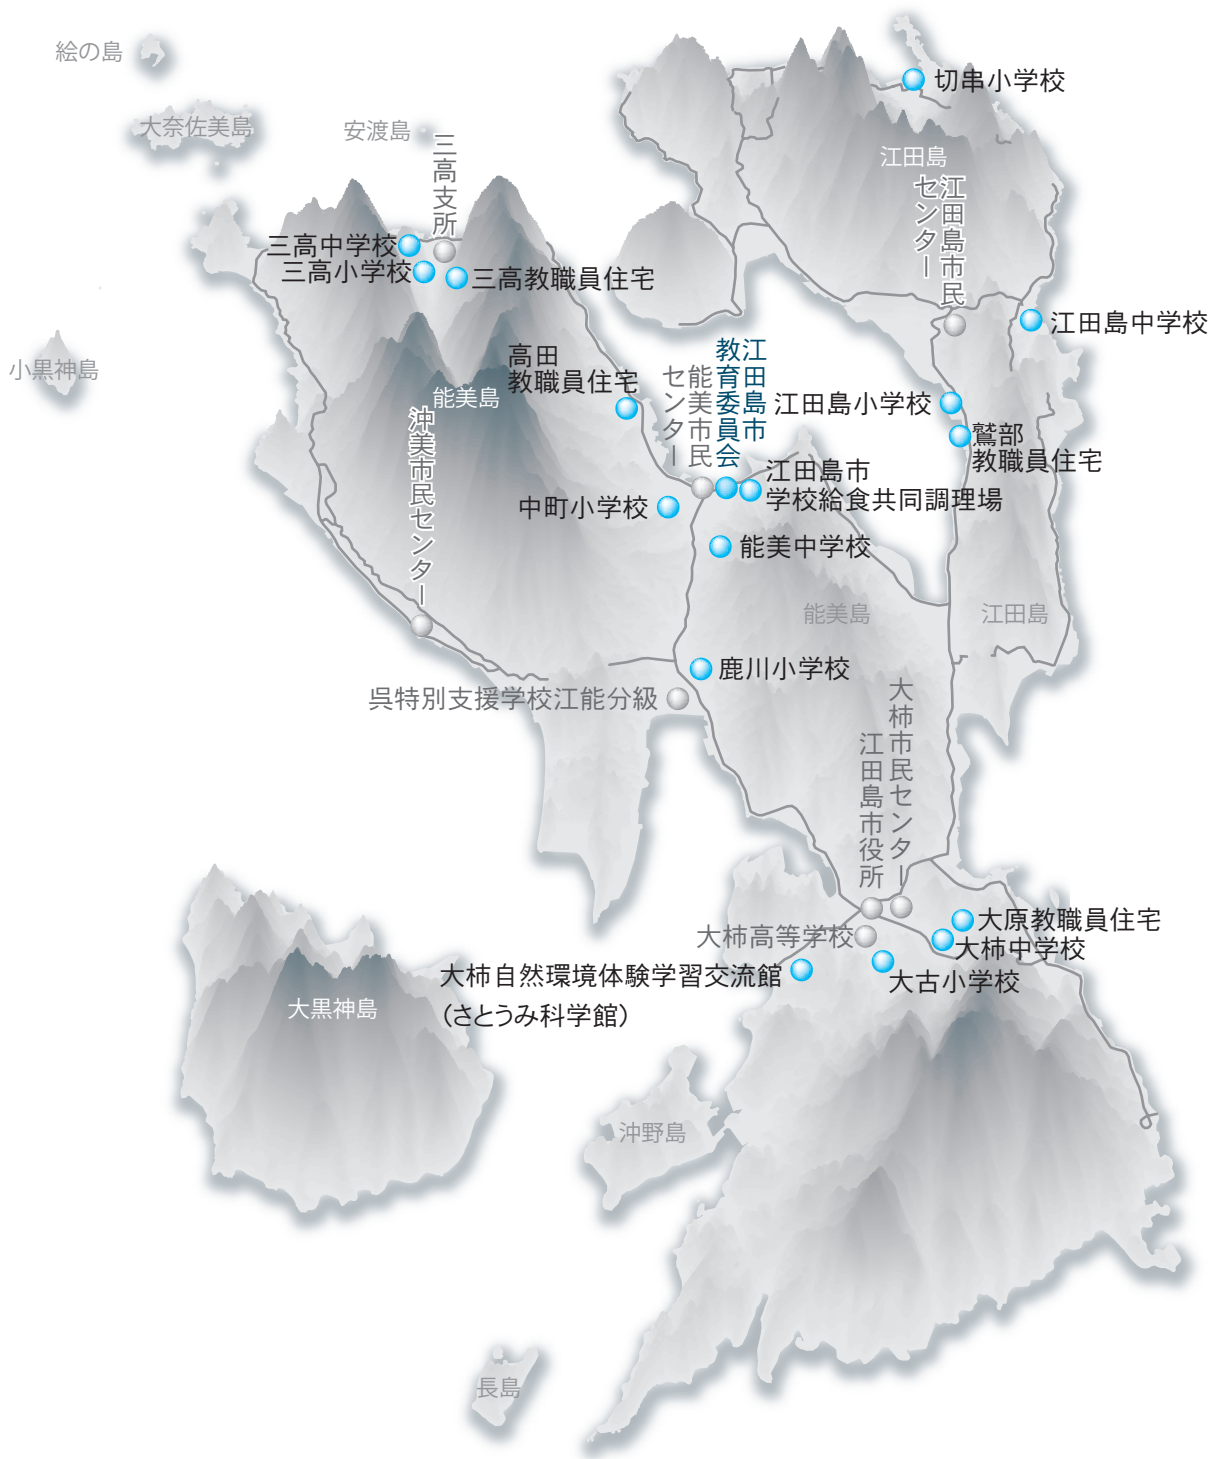 絵の島
切串小学校
大奈佐美島
安渡島
三高支所
江田島
江田島市民
センター
三高中学校
三高小学校
三高教職員住宅
江田島中学校
小黒神島
高田
教職員住宅
能美島
江田島市
教育委員会
能美市民
センター
江田島小学校
鷲部
教職員住宅
沖美市民センター
江田島市
学校給食共同調理場
中町小学校
能美中学校
能美島
江田島
鹿川小学校
呉特別支援学校江能分級
大柿市民センター
江田島市役所
大原教職員住宅
大柿高等学校
大柿中学校
大柿自然環境体験学習交流館
(さとうみ科学館)
大古小学校
大黒神島
沖野島
長島